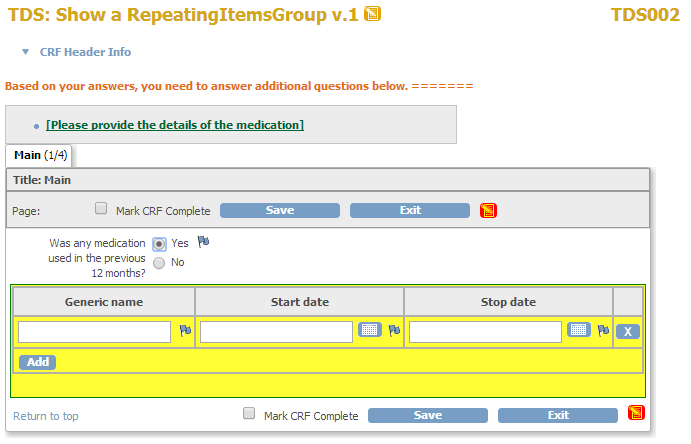 TDS: Show a RepeatingItemsGroup v.1 TDS002
CRF Header Info
Based on your answers, you need to answer additional questions below. =======
[Please provide the details of the medication]
Main (1/4)
Title: Main
Page: Mark CRF Complete Save Exit
Was any medication Yes
used in the previous No
12 months?
Generic name Start date Stop date
X
Add
Return to top Mark CRF Complete Save Exit